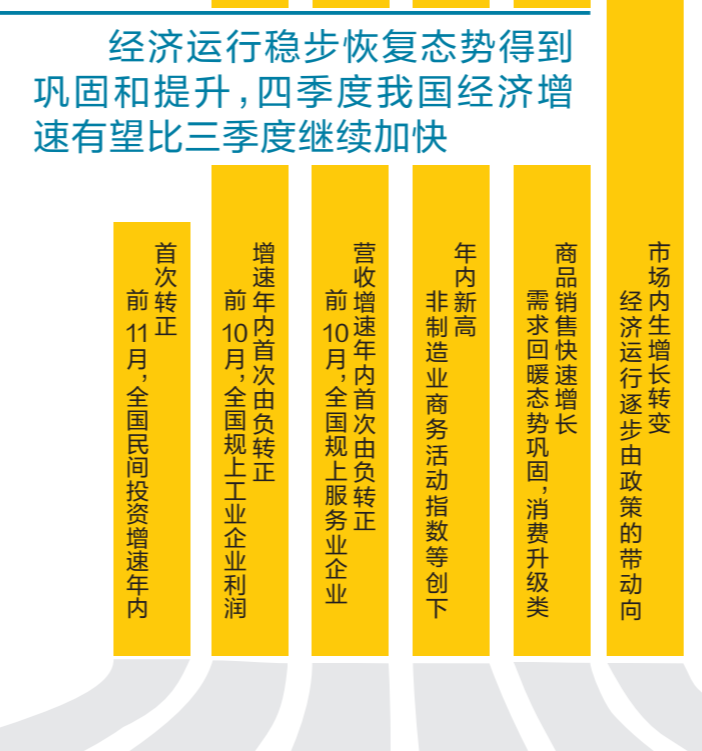 经济运行稳步恢复态势得到
巩固和提升，四季度我国经济增
速有望比三季度继续加快
前11月，全国民间投资增速年内
首次转正
前10月，全国规上工业企业利润
增速年内首次由负转正
前10月，全国规上服务业企业
营收增速年内首次由负转正
非制造业商务活动指数等创下
年内新高
需求回暖态势巩固，消费升级类
商品销售快速增长
经济运行逐步由政策的带动向
市场内生增长转变